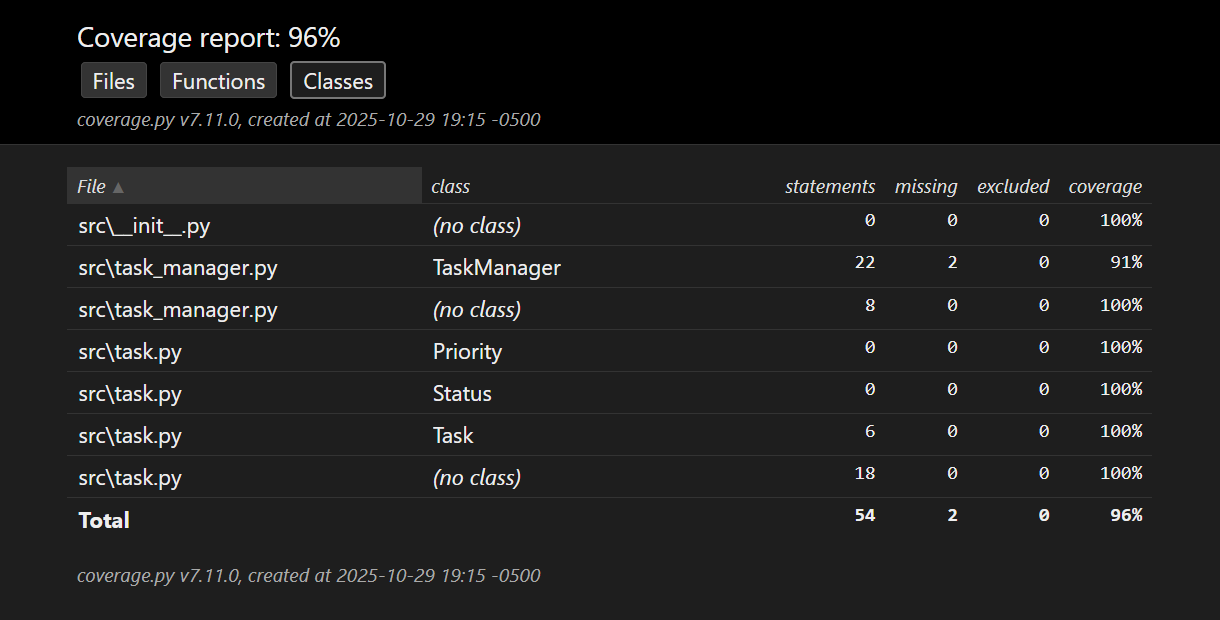 Coverage report: 96%
Files Functions Classes
coverage.py v7.11.0, created at 2025-10-29 19:15 -0500
File ▲ class statements missing excluded coverage
src\__init__.py (no class) 0 0 0 100%
src\task_manager.py TaskManager 22 2 0 91%
src\task_manager.py (no class) 8 0 0 100%
src\task.py Priority 0 0 0 100%
src\task.py Status 0 0 0 100%
src\task.py Task 6 0 0 100%
src\task.py (no class) 18 0 0 100%
Total 54 2 0 96%
coverage.py v7.11.0, created at 2025-10-29 19:15 -0500